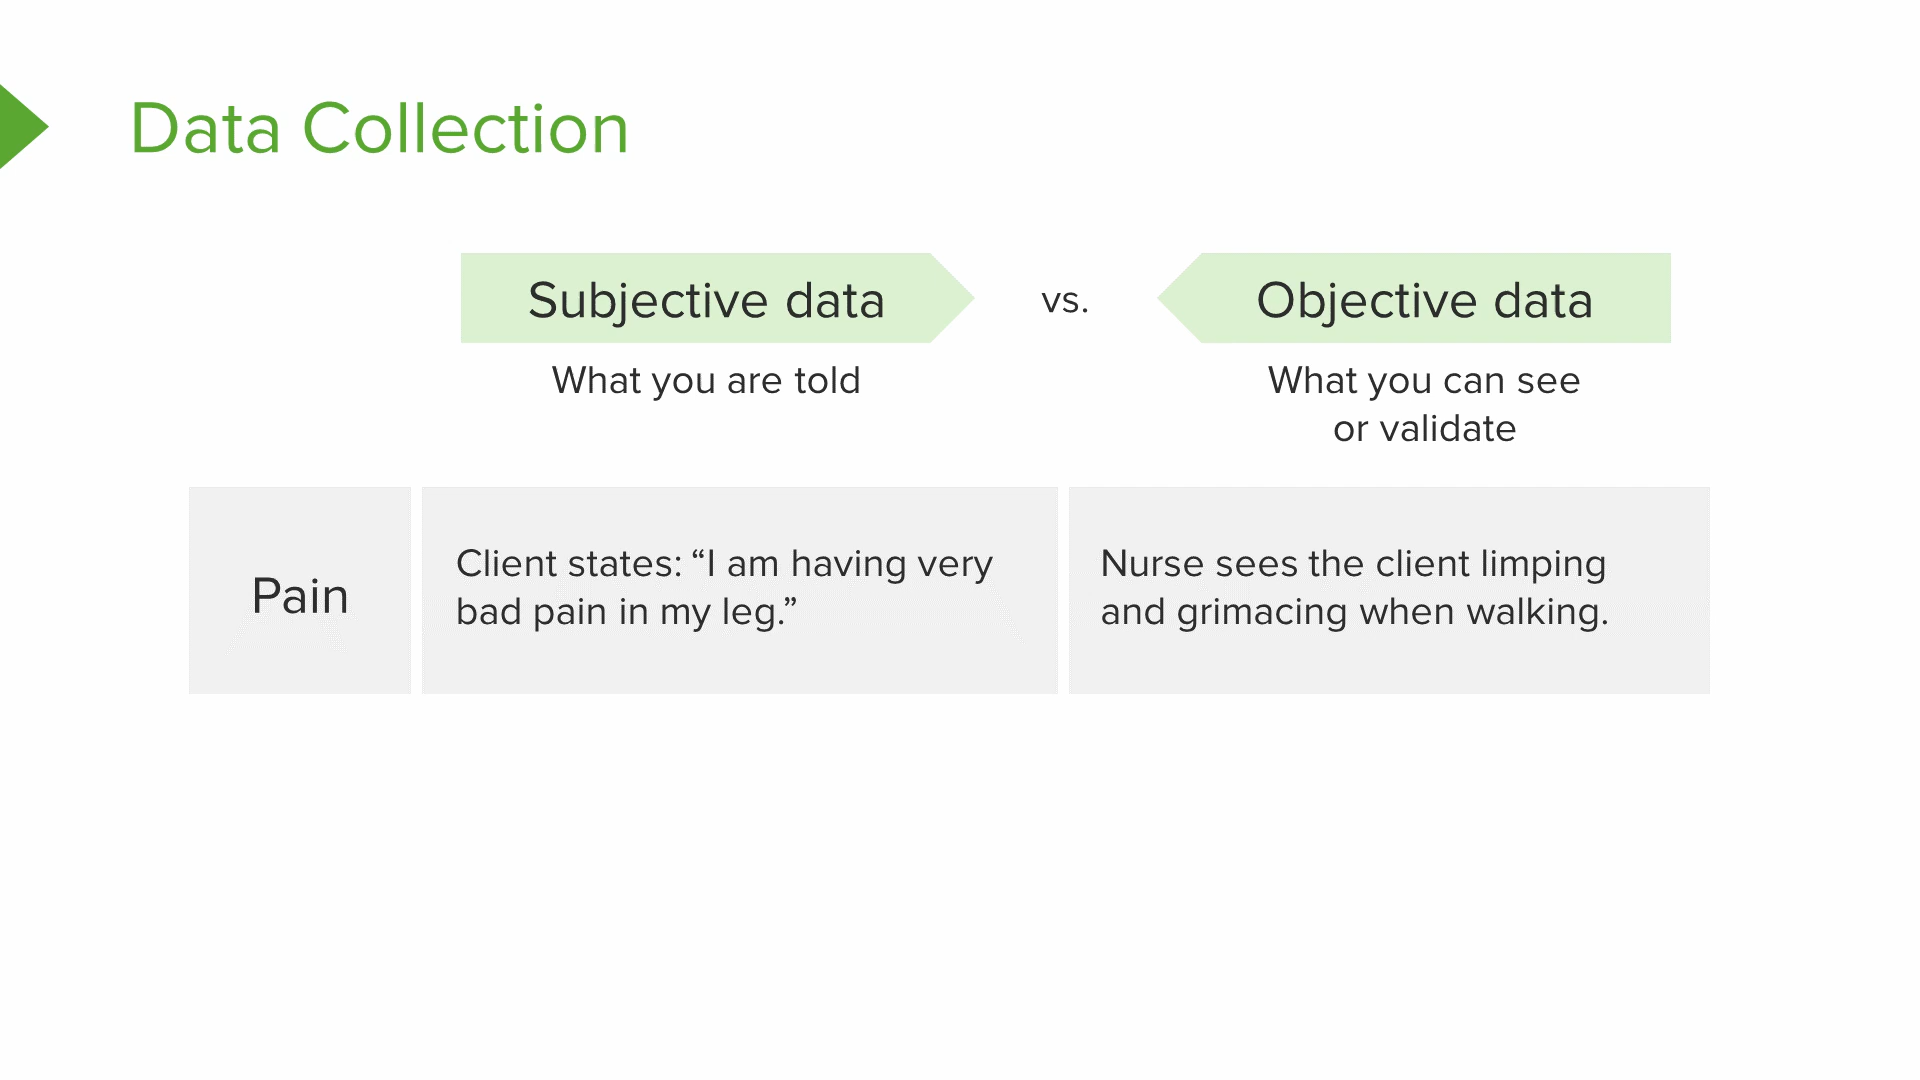 Data Collection
Subjective data
vs.
Objective data
What you are told
What you can see
or validate
Pain
Client states: “I am having very
bad pain in my leg.”
Nurse sees the client limping
and grimacing when walking.